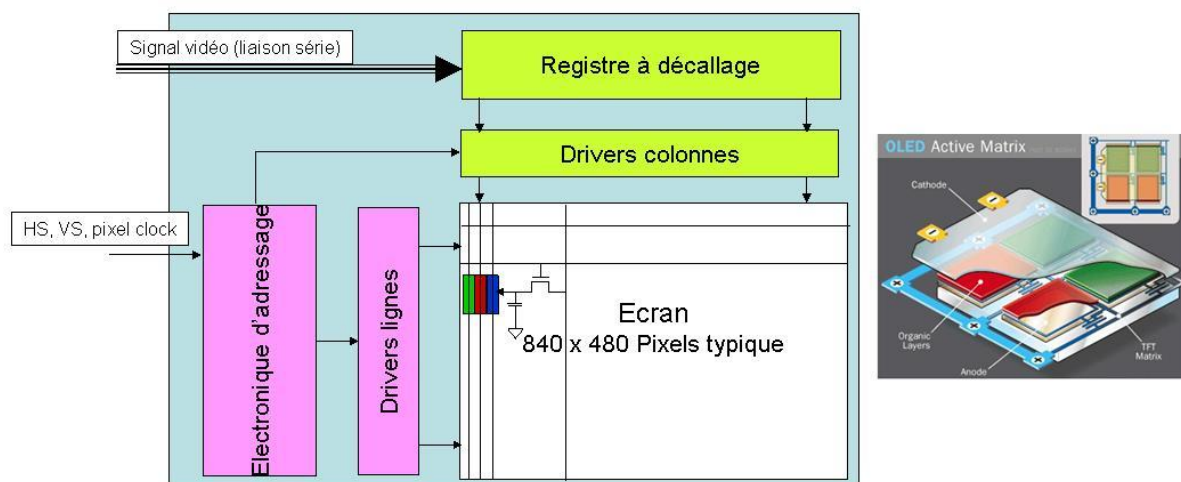 Signal vidéo (liaison série)
Registre à décallage
Drivers colonnes
HS, VS, pixel clock
Electronique d'adressage
Drivers lignes
Ecran
840 x 480 Pixels typique
OLED Active Matrix
Cathode
Organic
Layers
Anode
TFT
Matrix